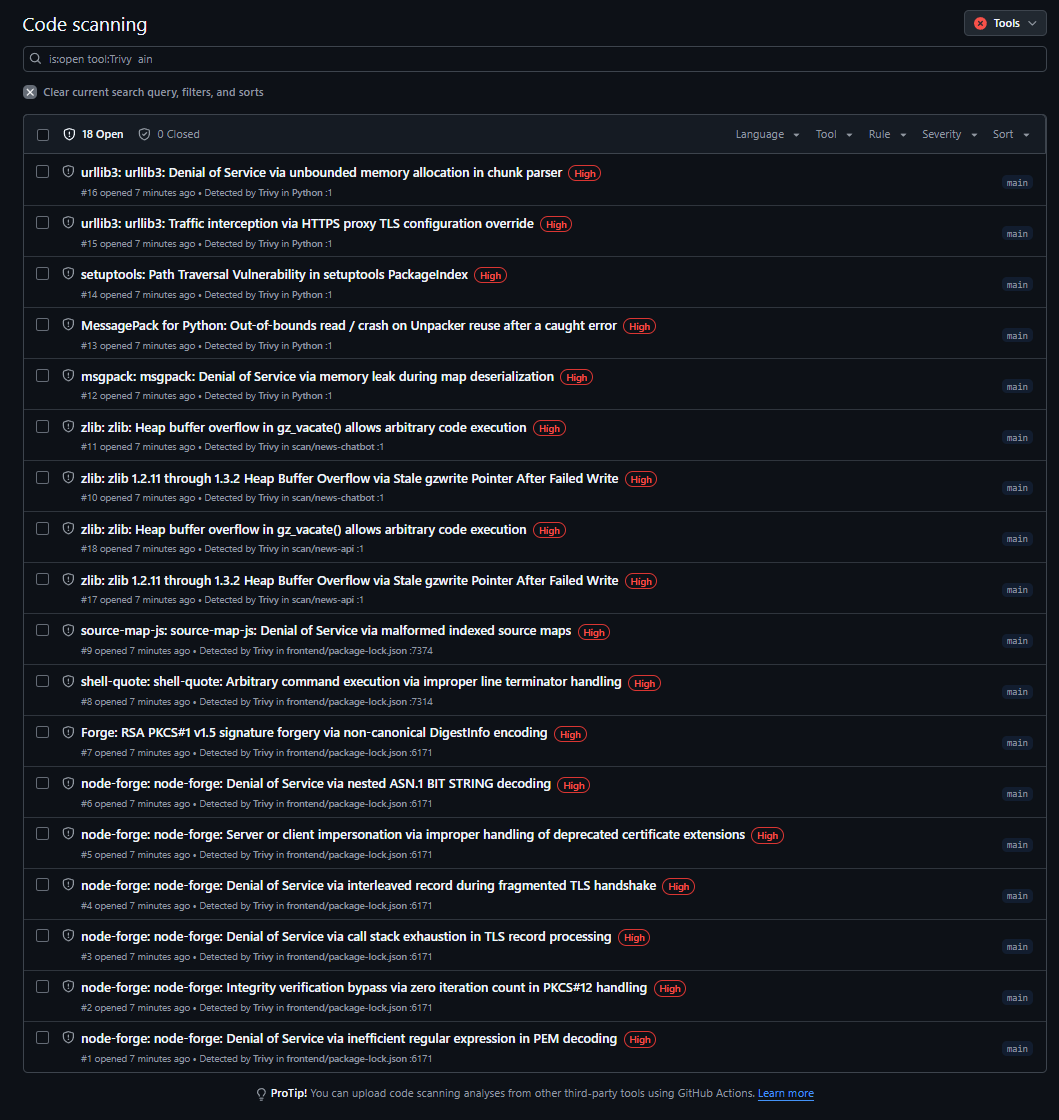 Code scanning
Tools
is:open tool:Trivy ain
Clear current search query, filters, and sorts
18 Open 0 Closed Language Tool Rule Severity Sort
urllib3: urllib3: Denial of Service via unbounded memory allocation in chunk parser High
#16 opened 7 minutes ago • Detected by Trivy in Python :1
main
urllib3: urllib3: Traffic interception via HTTPS proxy TLS configuration override High
#15 opened 7 minutes ago • Detected by Trivy in Python :1
main
setuptools: Path Traversal Vulnerability in setuptools PackageIndex High
#14 opened 7 minutes ago • Detected by Trivy in Python :1
main
MessagePack for Python: Out-of-bounds read / crash on Unpacker reuse after a caught error High
#13 opened 7 minutes ago • Detected by Trivy in Python :1
main
msgpack: msgpack: Denial of Service via memory leak during map deserialization High
#12 opened 7 minutes ago • Detected by Trivy in Python :1
main
zlib: zlib: Heap buffer overflow in gz_vacate() allows arbitrary code execution High
#11 opened 7 minutes ago • Detected by Trivy in scan/news-chatbot :1
main
zlib: zlib 1.2.11 through 1.3.2 Heap Buffer Overflow via Stale gzwrite Pointer After Failed Write High
#10 opened 7 minutes ago • Detected by Trivy in scan/news-chatbot :1
main
zlib: zlib: Heap buffer overflow in gz_vacate() allows arbitrary code execution High
#18 opened 7 minutes ago • Detected by Trivy in scan/news-api :1
main
zlib: zlib 1.2.11 through 1.3.2 Heap Buffer Overflow via Stale gzwrite Pointer After Failed Write High
#17 opened 7 minutes ago • Detected by Trivy in scan/news-api :1
main
source-map-js: source-map-js: Denial of Service via malformed indexed source maps High
#9 opened 7 minutes ago • Detected by Trivy in frontend/package-lock.json :7374
main
shell-quote: shell-quote: Arbitrary command execution via improper line terminator handling High
#8 opened 7 minutes ago • Detected by Trivy in frontend/package-lock.json :7314
main
Forge: RSA PKCS#1 v1.5 signature forgery via non-canonical DigestInfo encoding High
#7 opened 7 minutes ago • Detected by Trivy in frontend/package-lock.json :6171
main
node-forge: node-forge: Denial of Service via nested ASN.1 BIT STRING decoding High
#6 opened 7 minutes ago • Detected by Trivy in frontend/package-lock.json :6171
main
node-forge: node-forge: Server or client impersonation via improper handling of deprecated certificate extensions High
#5 opened 7 minutes ago • Detected by Trivy in frontend/package-lock.json :6171
main
node-forge: node-forge: Denial of Service via interleaved record during fragmented TLS handshake High
#4 opened 7 minutes ago • Detected by Trivy in frontend/package-lock.json :6171
main
node-forge: node-forge: Denial of Service via call stack exhaustion in TLS record processing High
#3 opened 7 minutes ago • Detected by Trivy in frontend/package-lock.json :6171
main
node-forge: node-forge: Integrity verification bypass via zero iteration count in PKCS#12 handling High
#2 opened 7 minutes ago • Detected by Trivy in frontend/package-lock.json :6171
main
node-forge: node-forge: Denial of Service via inefficient regular expression in PEM decoding High
#1 opened 7 minutes ago • Detected by Trivy in frontend/package-lock.json :6171
main
ProTip! You can upload code scanning analyses from other third-party tools using GitHub Actions. Learn more